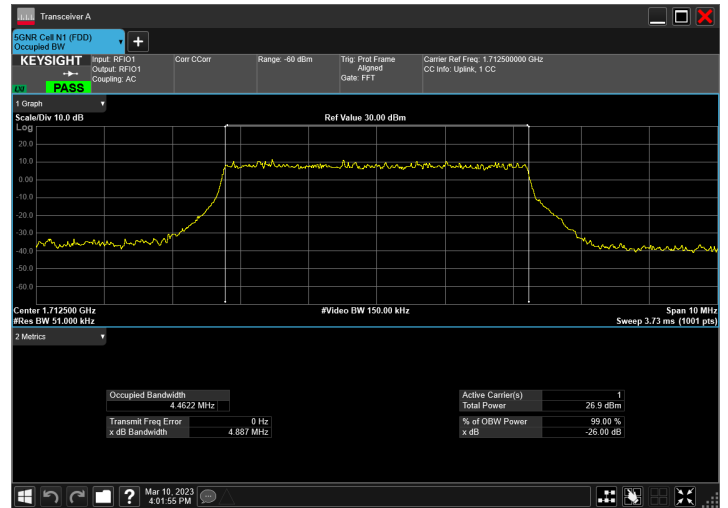 Transceiver A
5GNR Cell N1 (FDD)
Occupied BW
KEYSIGHT
LXI
PASS
Input: RFIO1
Output: RFIO1
Coupling: AC
Corr CCorr
Range: -60 dBm
Trig: Prot Frame
Aligned
Gate: FFT
Carrier Ref Freq: 1.712500000 GHz
CC Info: Uplink, 1 CC
1 Graph
Scale/Div 10.0 dB
Ref Value 30.00 dBm
Log
20.0
10.0
0.00
-10.0
-20.0
-30.0
-40.0
-50.0
-60.0
Center 1.712500 GHz
#Video BW 150.00 kHz
Span 10 MHz
#Res BW 51.000 kHz
Sweep 3.73 ms (1001 pts)
2 Metrics
Occupied Bandwidth
4.4622 MHz
Transmit Freq Error 0 Hz
x dB Bandwidth 4.887 MHz
Active Carrier(s) 1
Total Power 26.9 dBm
% of OBW Power 99.00 %
x dB -26.00 dB
?
Mar 10, 2023
4:01:55 PM